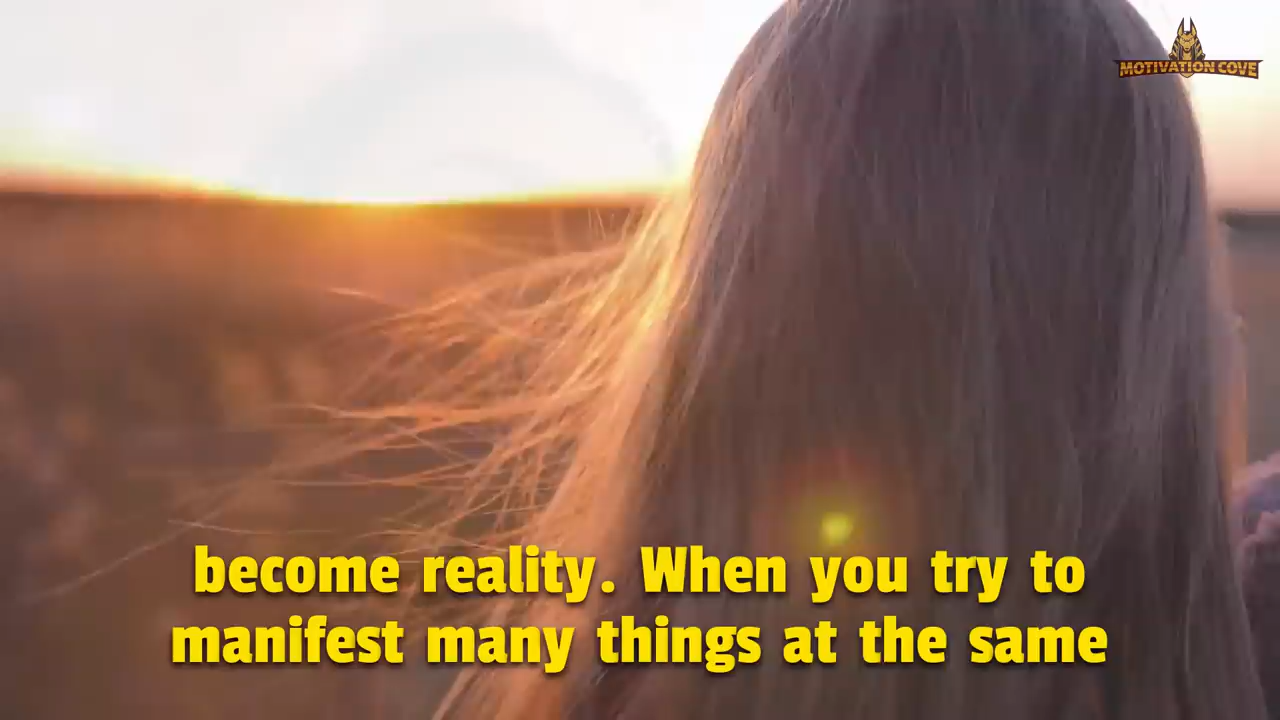 MOTIVATION COVE
become reality. When you try to
manifest many things at the same